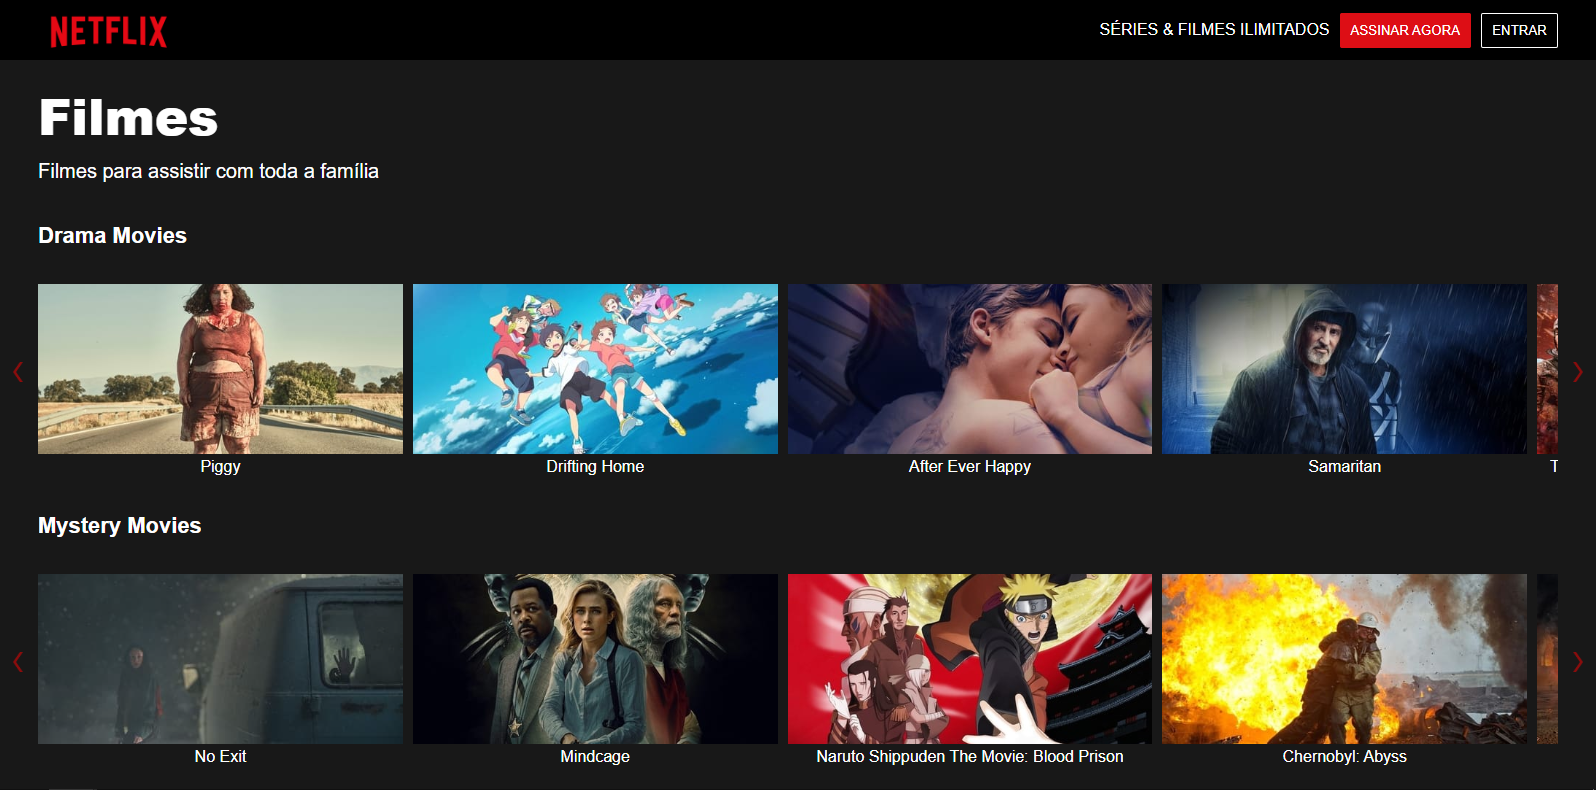 NETFLIX
SÉRIES & FILMES ILIMITADOS ASSINAR AGORA ENTRAR
Filmes
Filmes para assistir com toda a família
Drama Movies
Piggy Drifting Home After Ever Happy Samaritan T
Mystery Movies
No Exit Mindcage Naruto Shippuden The Movie: Blood Prison Chernobyl: Abyss